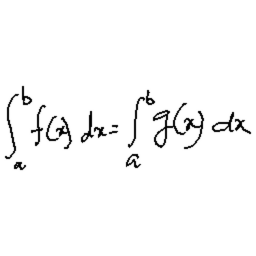 ∫_a^b f(x) dx = ∫_a^b g(x) dx